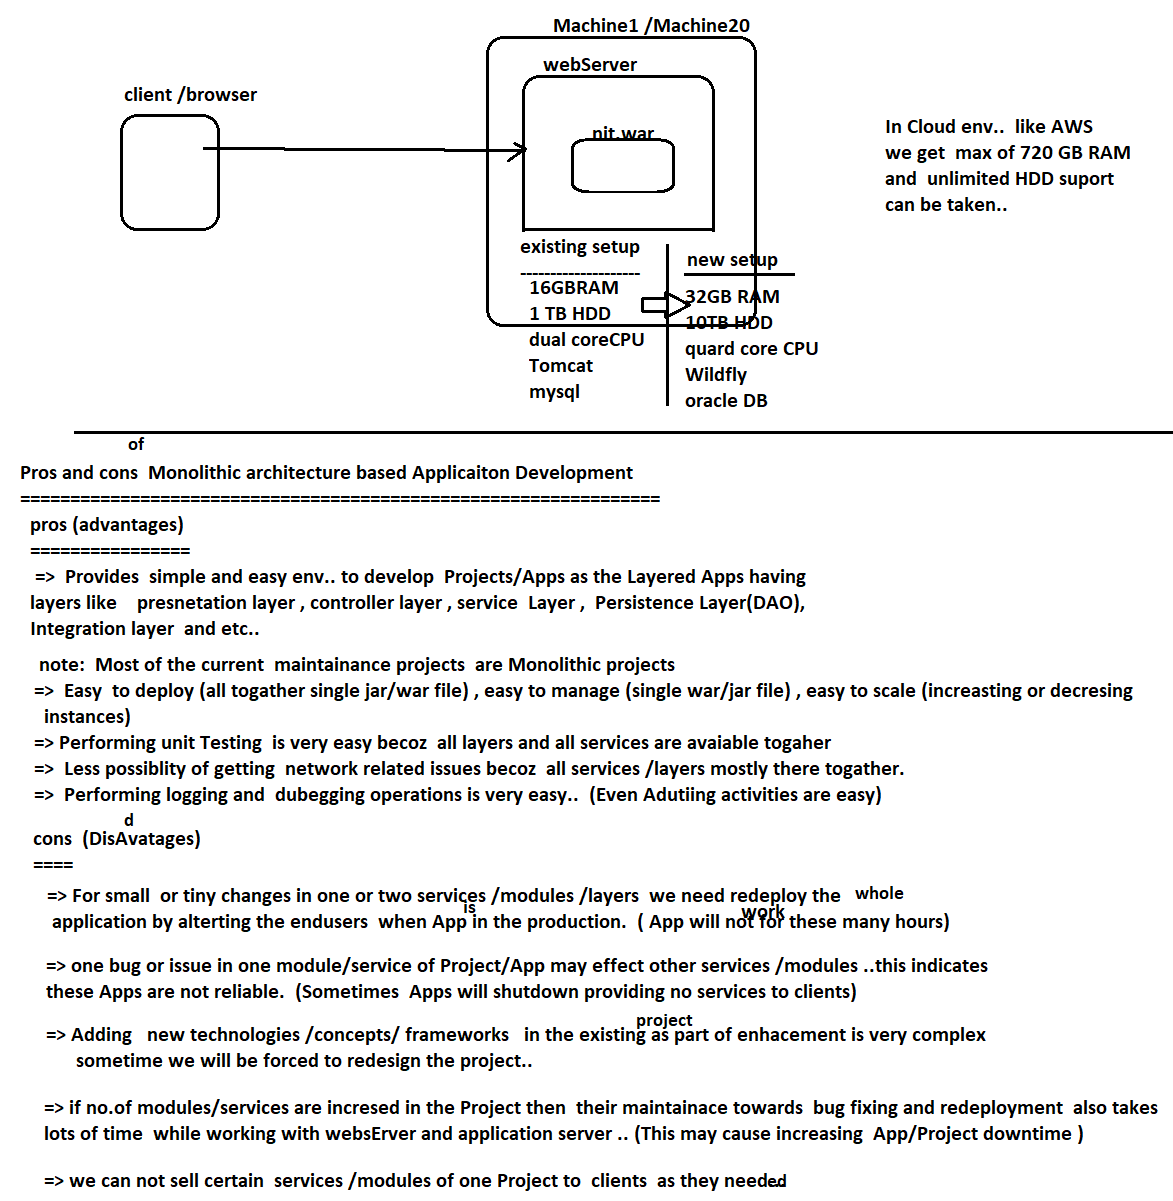 Machine1 /Machine20
webServer
client /browser
nit.war
In Cloud env..  like AWS
we get  max of 720 GB RAM
and  unlimited HDD suport
can be taken..
existing setup
--------------------
16GBRAM
1 TB HDD
dual coreCPU
Tomcat
mysql
new setup
32GB RAM
10TB HDD
quard core CPU
Wildfly
oracle DB
of
Pros and cons  Monolithic architecture based Applicaiton Development
================================================================
pros (advantages)
================
=>  Provides  simple and easy env.. to develop  Projects/Apps as the Layered Apps having
layers like    presnetation layer , controller layer , service  Layer ,  Persistence Layer(DAO),
Integration layer  and etc..
note:  Most of the current  maintainance projects  are Monolithic projects
=>  Easy  to deploy (all togather single jar/war file) , easy to manage (single war/jar file) , easy to scale (increasting or decresing
instances)
=> Performing unit Testing  is very easy becoz  all layers and all services are avaiable togaher
=>  Less possiblity of getting  network related issues becoz  all services /layers mostly there togather.
=>  Performing logging and  dubegging operations is very easy..  (Even Adutiing activities are easy)
d
cons  (DisAvatages)
====
=> For small  or tiny changes in one or two services /modules /layers  we need redeploy the   whole
is
work
application by alterting the endusers  when App in the production.  ( App will not for these many hours)
=> one bug or issue in one module/service of Project/App may effect other services /modules ..this indicates
these Apps are not reliable.  (Sometimes  Apps will shutdown providing no services to clients)
project
=> Adding   new technologies /concepts/ frameworks   in the existing as part of enhacement is very complex
sometime we will be forced to redesign the project..
=> if no.of modules/services are incresed in the Project then  their maintainace towards  bug fixing and redeployment  also takes
lots of time  while working with websErver and application server .. (This may cause increasing  App/Project downtime )
=> we can not sell certain  services /modules of one Project to  clients  as they need..
ed